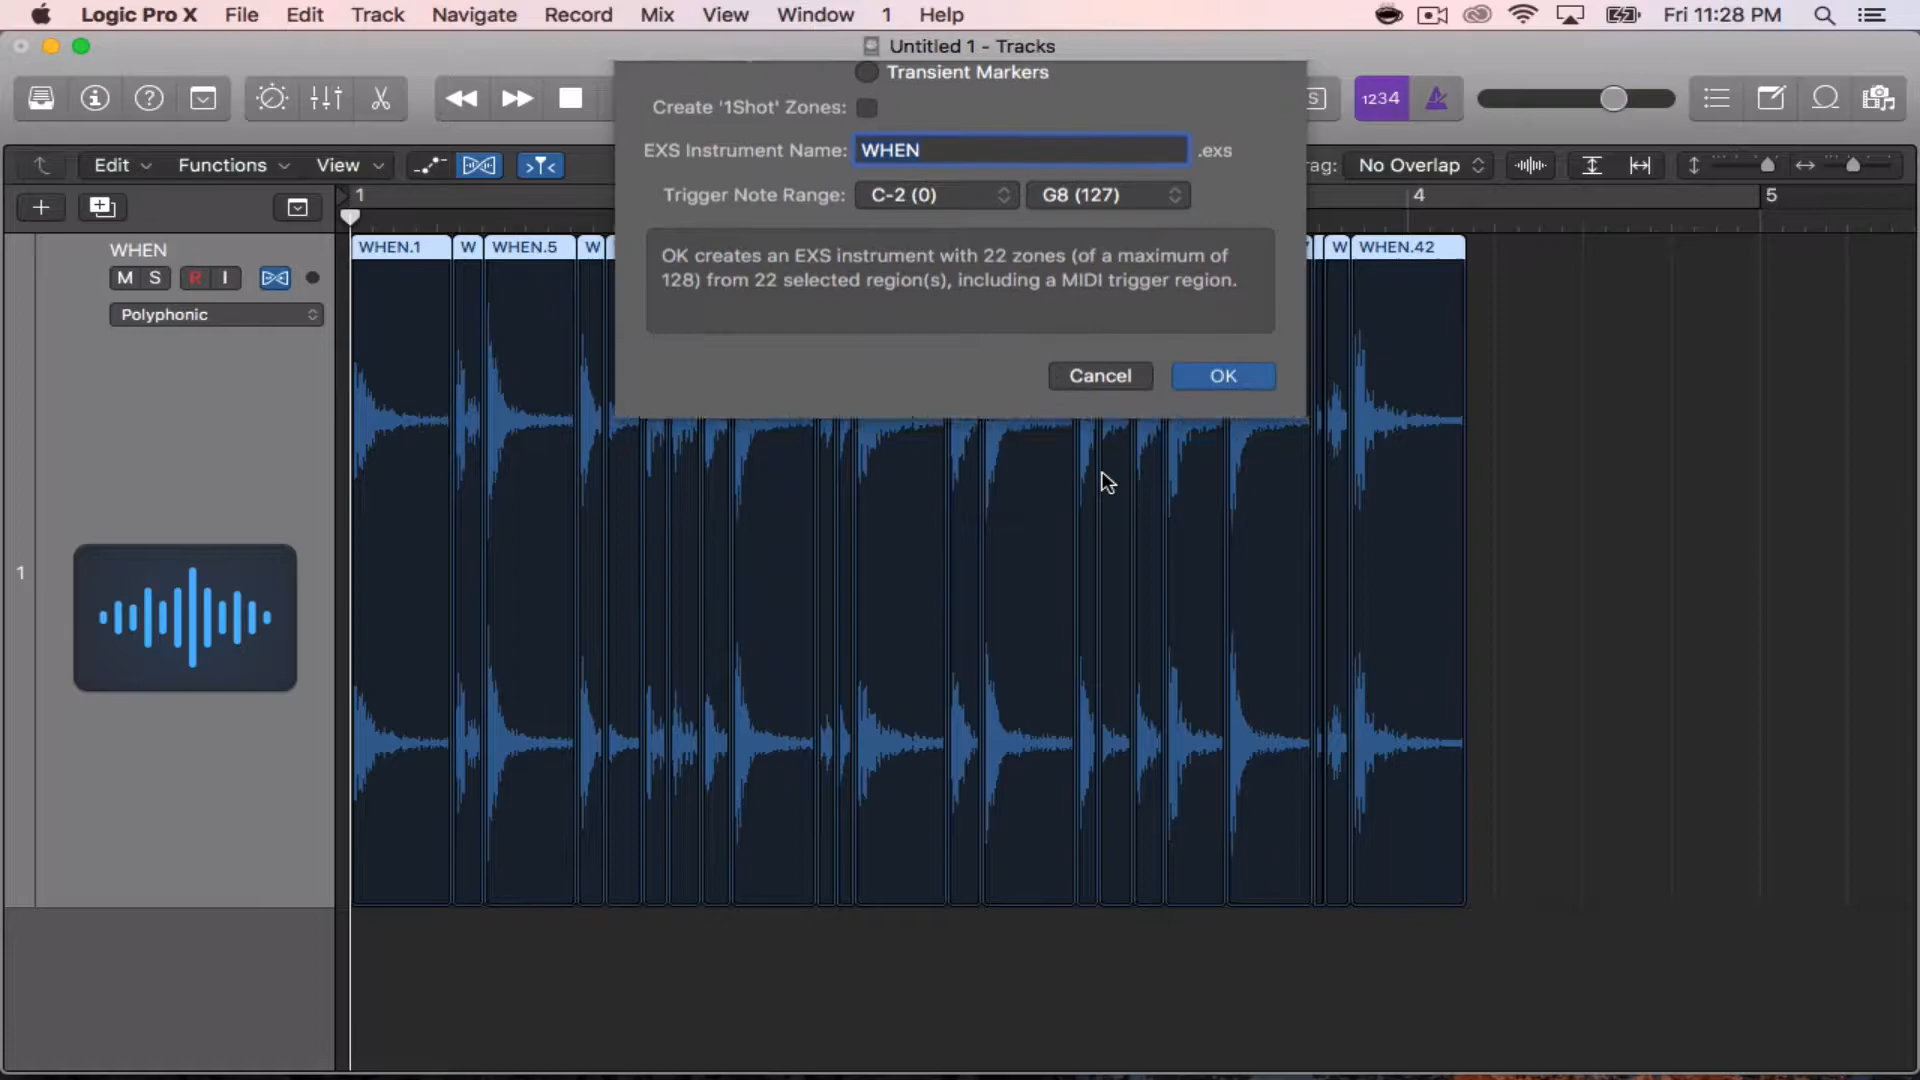 Logic Pro X File Edit Track Navigate Record Mix View Window 1 Help Fri 11:28 PM
Untitled 1 - Tracks
Transient Markers
S 1234
Create '1Shot' Zones:
EXS Instrument Name: WHEN .exs
Edit Functions View rag: No Overlap
Trigger Note Range: C-2 (0) G8 (127)
1 4 5
WHEN
WHEN.1 W WHEN.5 W W WHEN.42
OK creates an EXS instrument with 22 zones (of a maximum of
128) from 22 selected region(s), including a MIDI trigger region.
M S R I
Polyphonic
Cancel OK
1